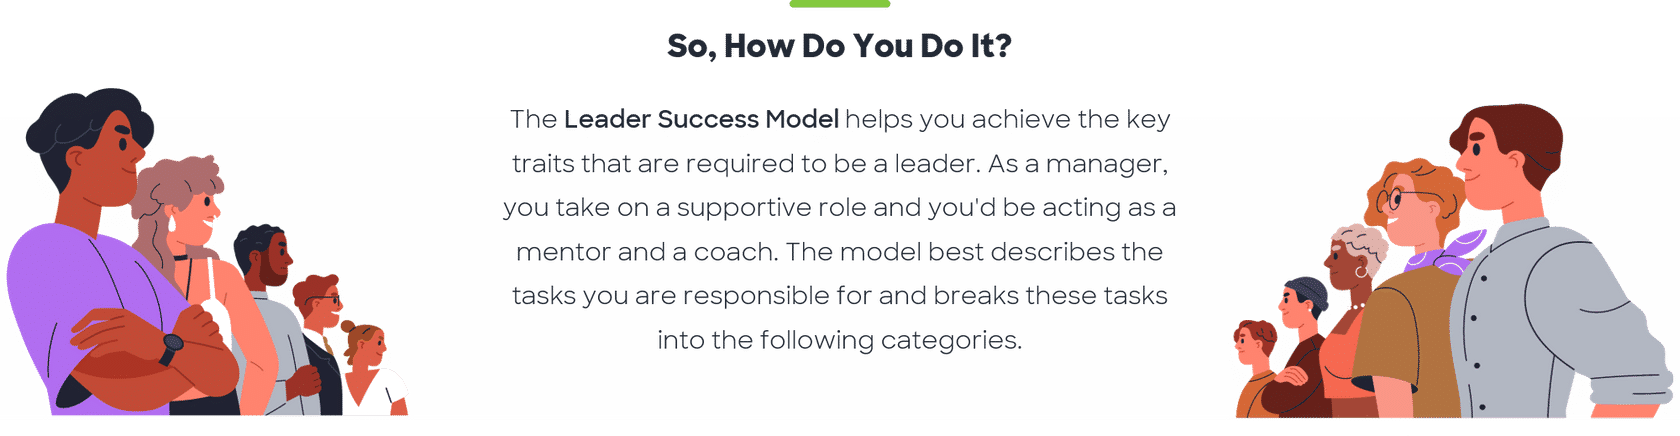 So, How Do You Do It?
The Leader Success Model helps you achieve the key
traits that are required to be a leader. As a manager,
you take on a supportive role and you'd be acting as a
mentor and a coach. The model best describes the
tasks you are responsible for and breaks these tasks
into the following categories.